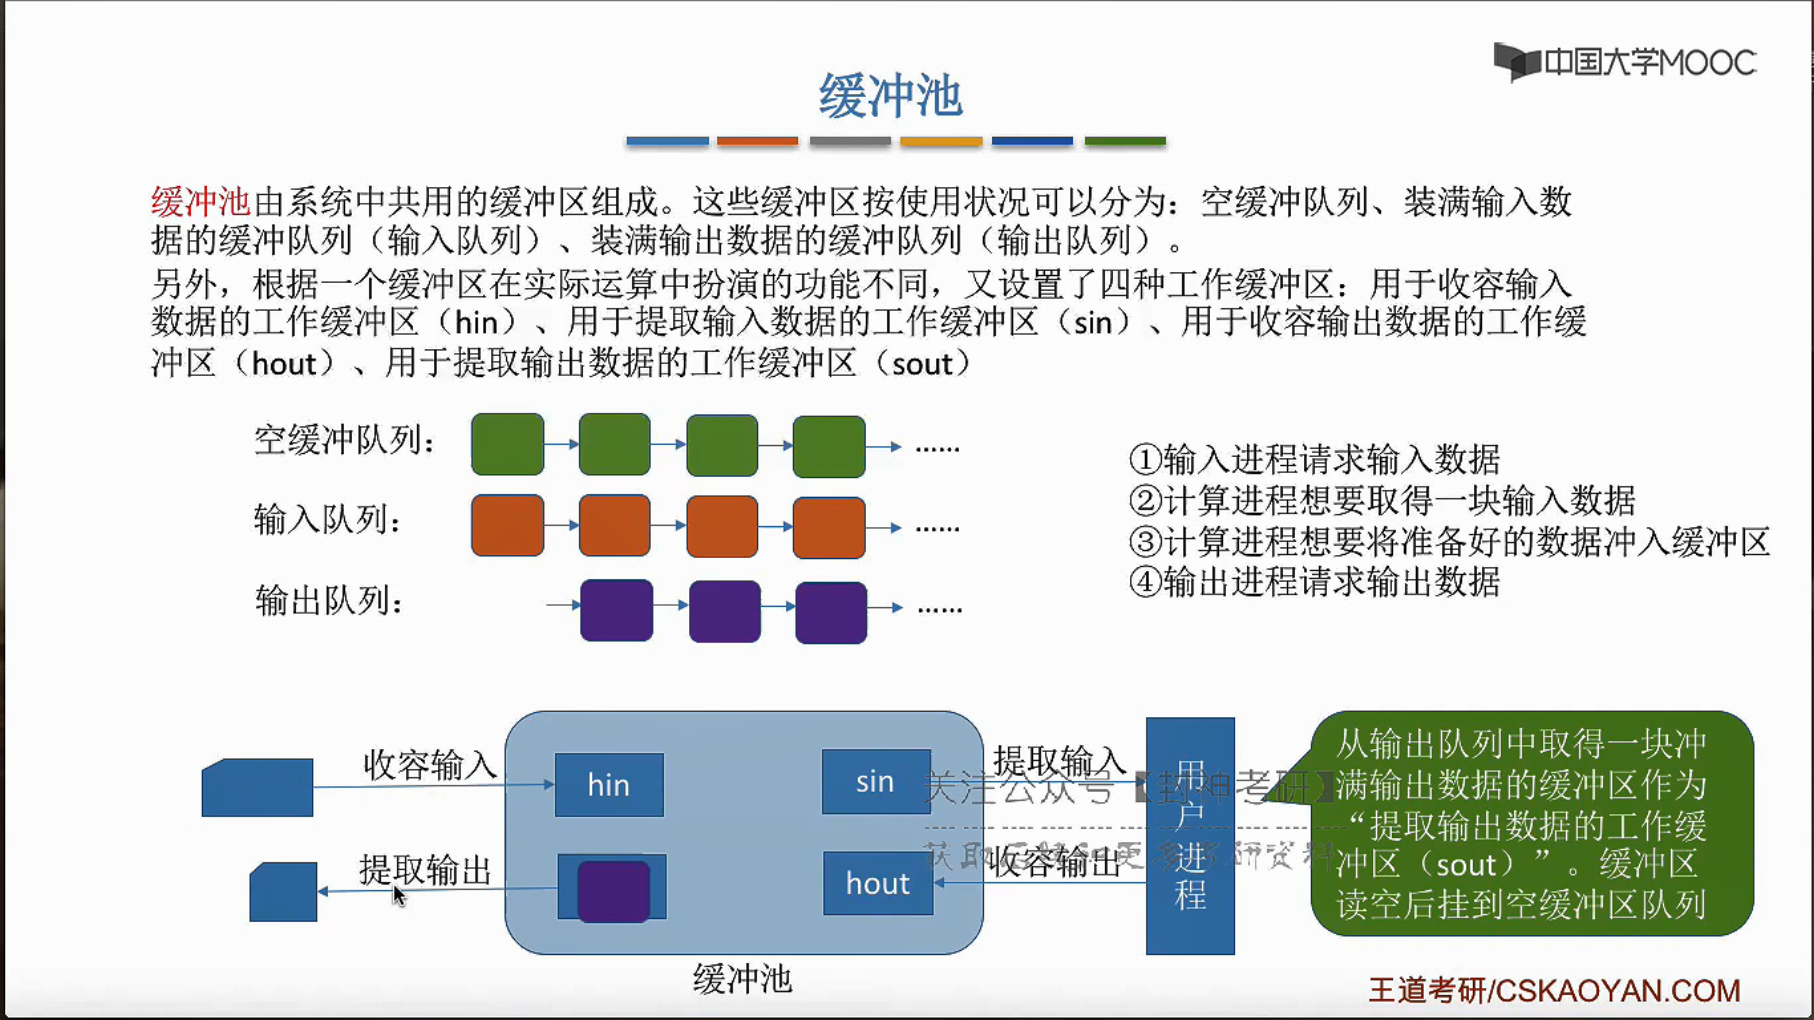 中国大学MOOC
缓冲池
缓冲池由系统中共用的缓冲区组成。这些缓冲区按使用状况可以分为：空缓冲队列、装满输入数
据的缓冲队列（输入队列）、装满输出数据的缓冲队列（输出队列）。
另外，根据一个缓冲区在实际运算中扮演的功能不同，又设置了四种工作缓冲区：用于收容输入
数据的工作缓冲区（hin）、用于提取输入数据的工作缓冲区（sin）、用于收容输出数据的工作缓
冲区（hout）、用于提取输出数据的工作缓冲区（sout）
空缓冲队列：
......
输入队列：
......
输出队列：
......
①输入进程请求输入数据
②计算进程想要取得一块输入数据
③计算进程想要将准备好的数据冲入缓冲区
④输出进程请求输出数据
收容输入
hin
sin
提取输入
提取输出
hout
收容输出
用户进程
缓冲池
关注公众号【封神考研】
从输出队列中取得一块冲
满输出数据的缓冲区作为
“提取输出数据的工作缓
冲区（sout）”。缓冲区
读空后挂到空缓冲区队列
王道考研/CSKAOYAN.COM